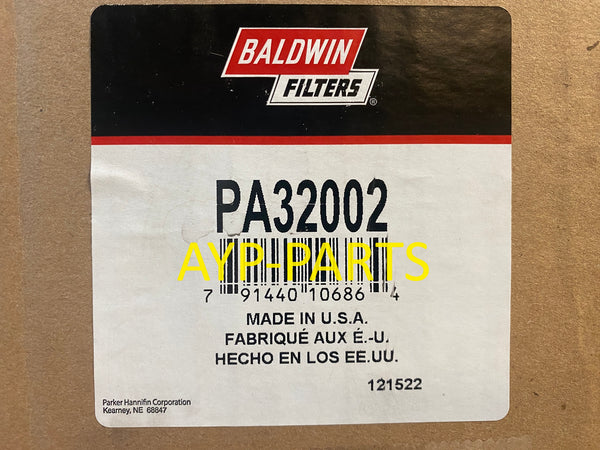 BALDWIN
FILTERS®
PA32002
AYP-PARTS
7 91440 10686 4
MADE IN U.S.A.
FABRIQUÉ AUX É.-U.
HECHO EN LOS EE.UU.
121522
Parker Hannifin Corporation
Kearney, NE 68847